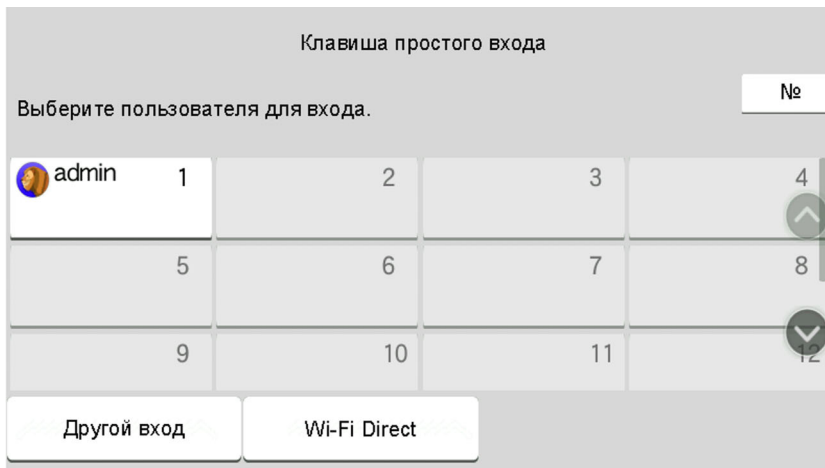 Клавиша простого входа
№
Выберите пользователя для входа.
admin 1 2 3 4
5 6 7 8
9 10 11 12
Другой вход Wi-Fi Direct